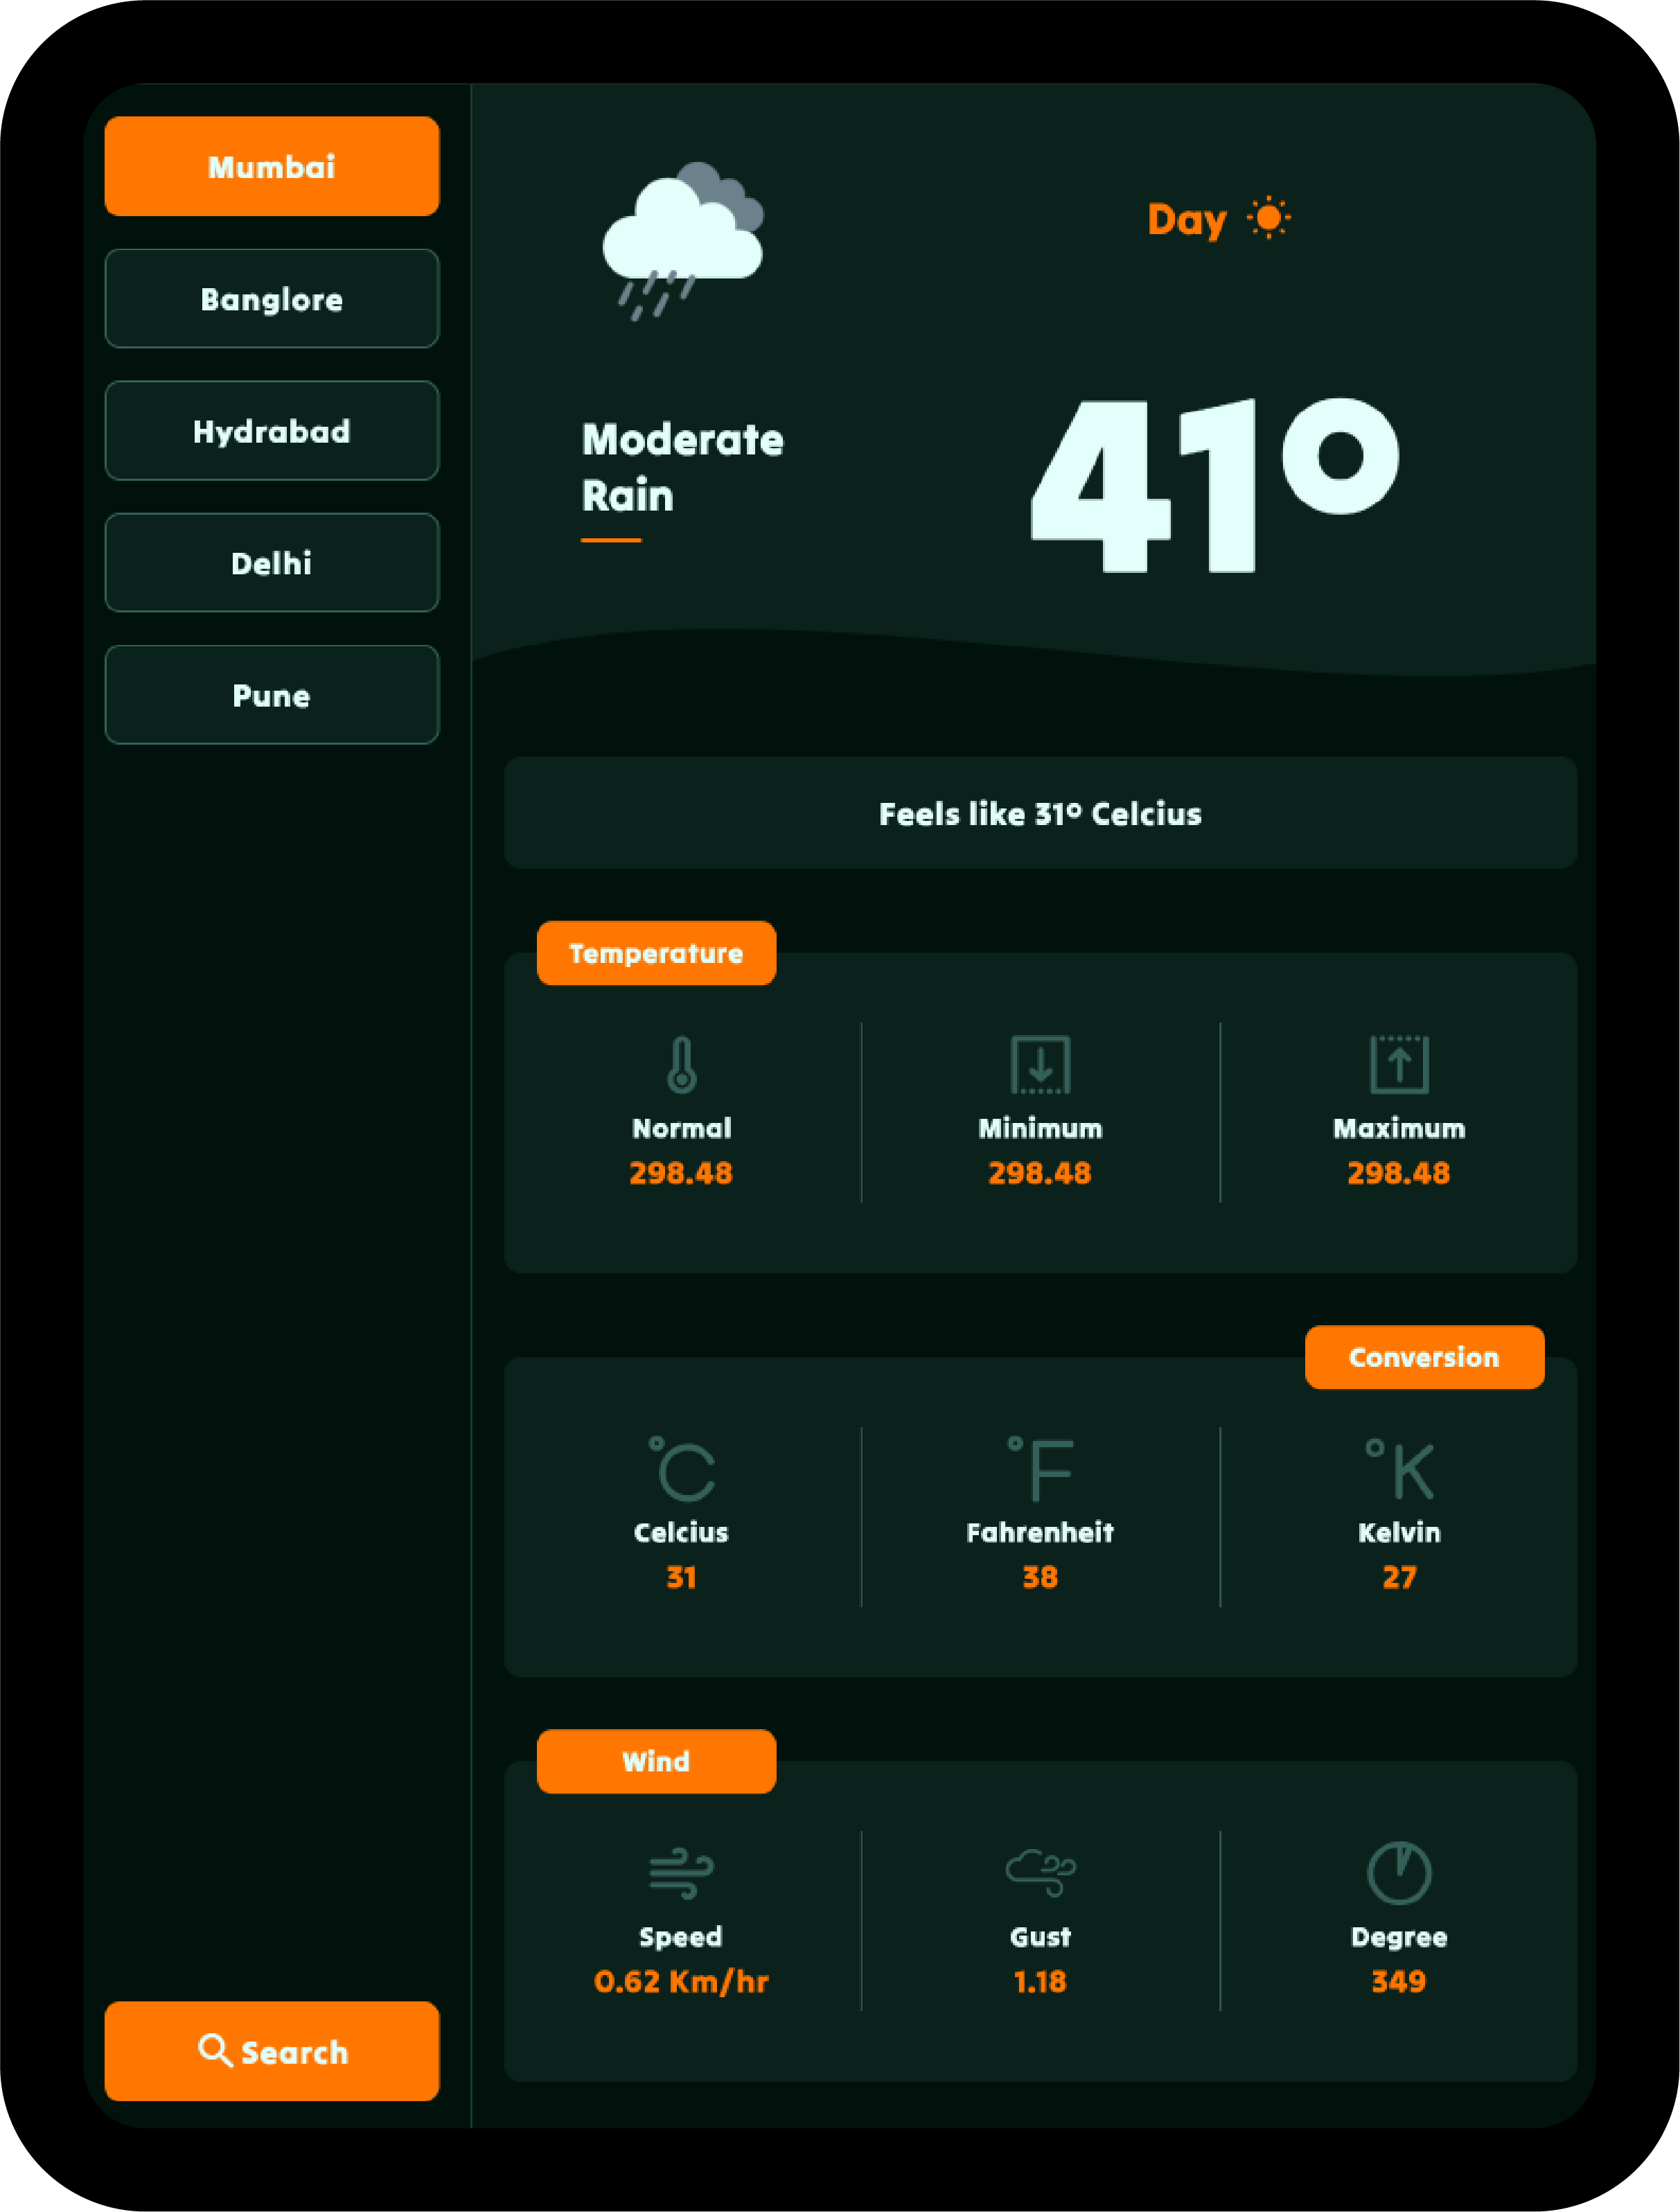 Mumbai
Banglore
Hydrabad
Delhi
Pune
Search
Day
Moderate
Rain
41°
Feels like 31° Celcius
Temperature
Normal
298.48
Minimum
298.48
Maximum
298.48
Conversion
°C
Celcius
31
°F
Fahrenheit
38
°K
Kelvin
27
Wind
Speed
0.62 Km/hr
Gust
1.18
Degree
349